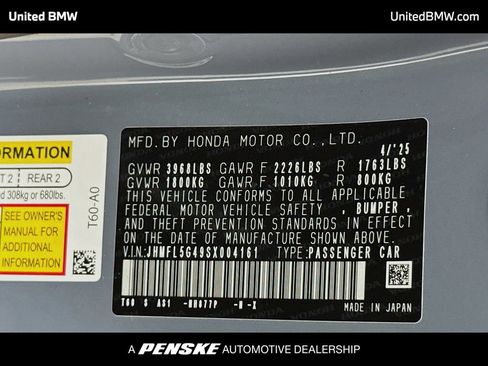 United BMW
UnitedBMW.com
ORMATION
T 2 REAR 2
d 308kg or 680lbs.
SEE OWNER'S
MANUAL FOR
ADDITIONAL
INFORMATION
T60-A0
MFD.BY HONDA MOTOR CO.,LTD. 4/'25
GVWR 3968LBS GAWR F 2226LBS R 1763LBS
GVWR 1800KG GAWR F 1010KG R 800KG
THIS VEHICLE CONFORMS TO ALL APPLICABLE
FEDERAL MOTOR VEHICLE SAFETY , BUMPER ,
& THEFT PREVENTION STANDARDS IN EFFECT
ON THE DATE OF MANUFACTURE SHOWN ABOVE.
V.I.N:JHMFL5G49SX004161 TYPE:PASSENGER CAR
T60 S AS1 -NH877P -H -X
MADE IN JAPAN
A PENSKE AUTOMOTIVE DEALERSHIP